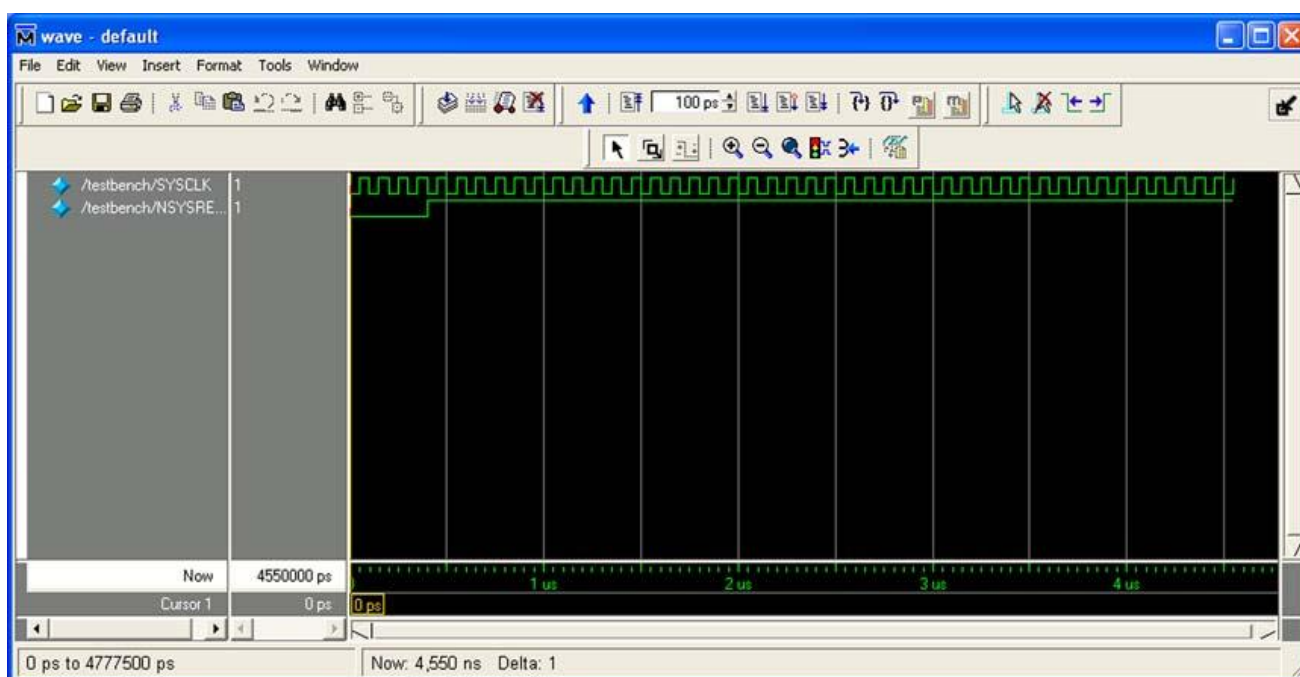 wave - default
File Edit View Insert Format Tools Window
100 ps
/testbench/SYSCLK 1
/testbench/NSYSRE... 1
Now 4550000 ps
1 us 2 us 3 us 4 us
Cursor 1 0 ps 0 ps
0 ps to 4777500 ps Now: 4,550 ns Delta: 1